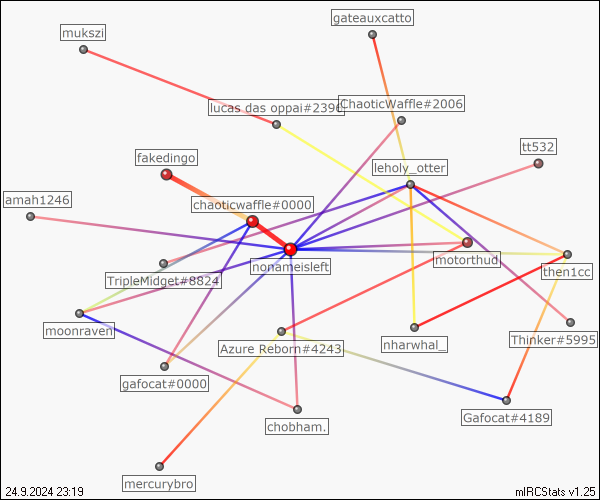 gateauxcatto
mukszi
lucas das oppai#2396
ChaoticWaffle#2006
tt532
fakedingo
leholy_otter
amah1246
chaoticwaffle#0000
motorthud
nonameisleft
then1cc
TripleMidget#8824
moonraven
Azure Reborn#4243
nharwhal_
Thinker#5995
gafocat#0000
Gafocat#4189
chobham.
mercurybro
24.9.2024 23:19
mIRCStats v1.25